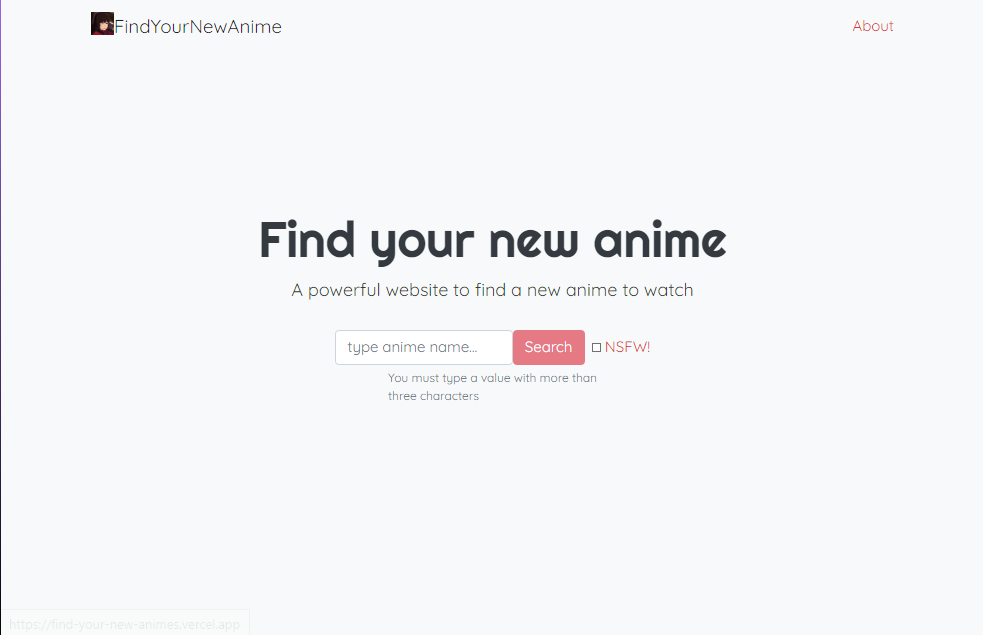 FindYourNewAnime
About
Find your new anime
A powerful website to find a new anime to watch
type anime name...
Search
NSFW!
You must type a value with more than
three characters
https://find-your-new-animes.vercel.app